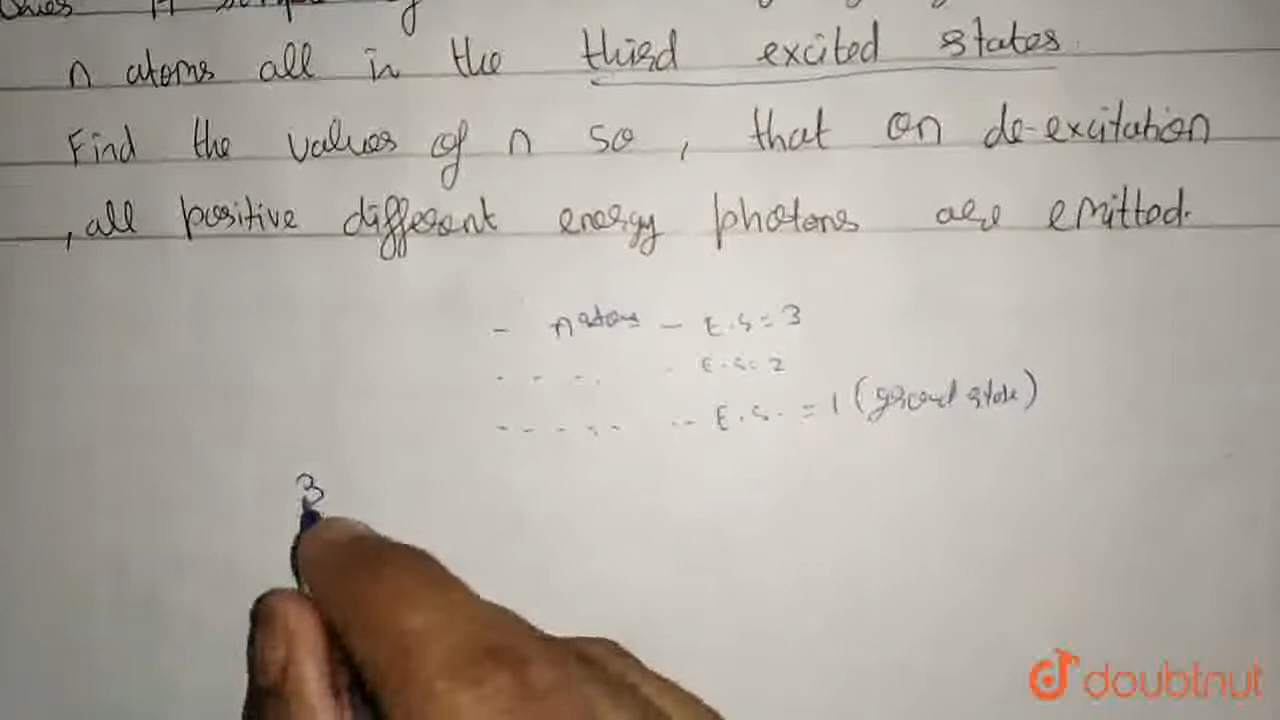 n atoms all in the third excited states.
Find the values of n so, that on de-excitation
, all positive different energy photons are emitted.
- n atoms - E.S = 3
- - - - . - E.S = 2
- - - - - -- E.S. = 1 (ground state)
3
doubtnut